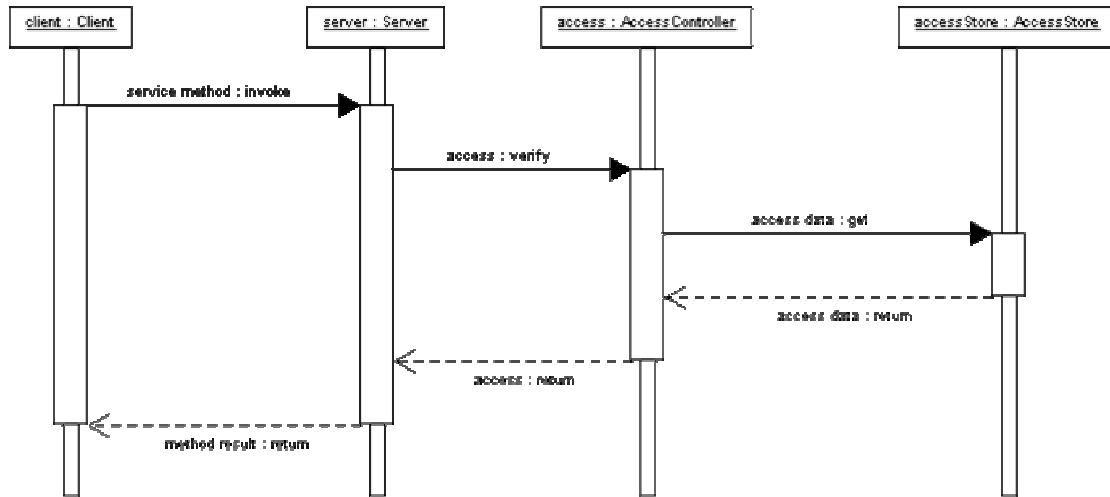 client : Client
server : Server
access : AccessController
accessStore : AccessStore
service method : invoke
access : verify
access data : get
access data : return
access : return
method result : return